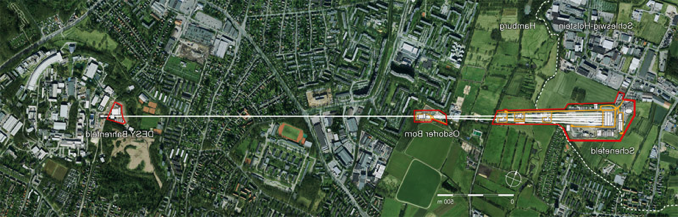 Hamburg
Schleswig-Holstein
DESY-Bahrenfeld
Osdorfer Born
Schenefeld
500 m
0